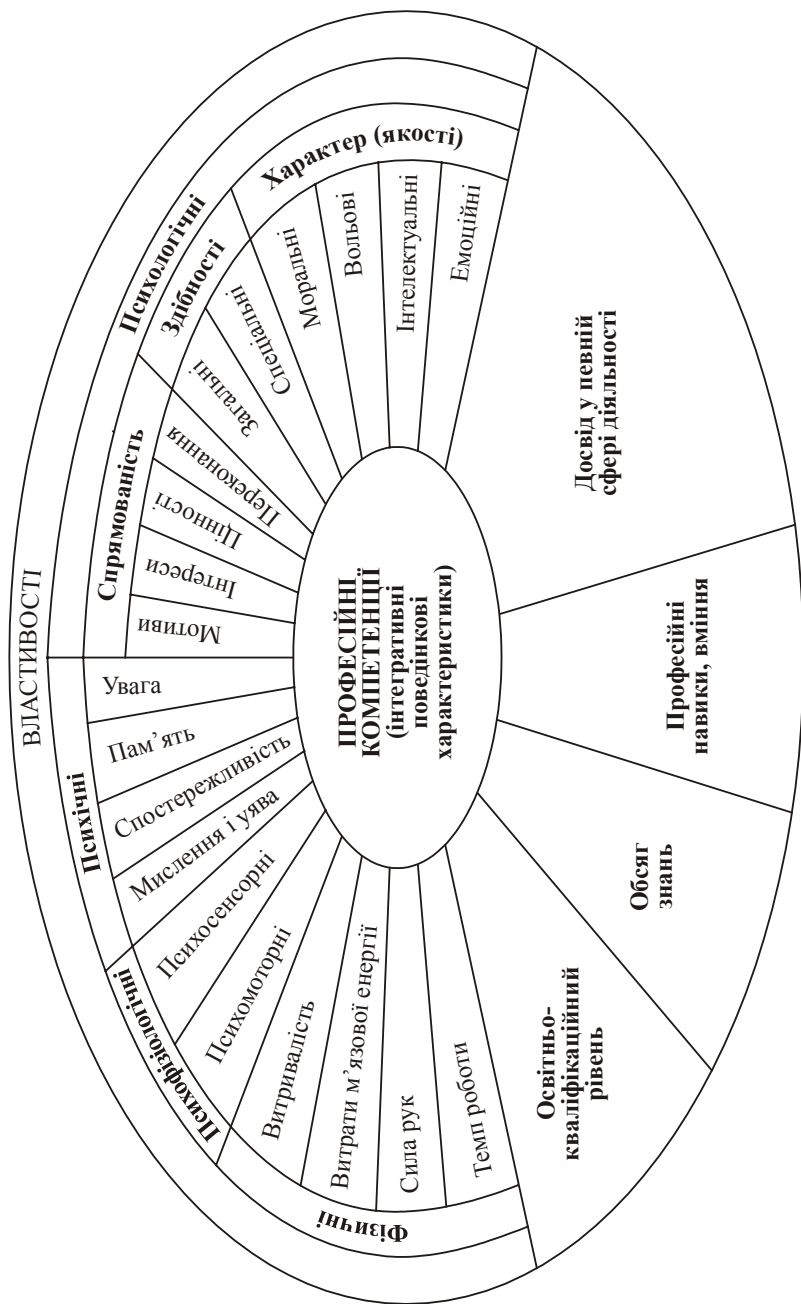 ВЛАСТИВОСТІ
Фізичні
Психофізіологічні
Психічні
Психологічні
Спрямованість
Здібності
Характер (якості)
Темп роботи
Сила рук
Витрати м’язової енергії
Витривалість
Психомоторні
Психосенсорні
Мислення і уява
Спостережливість
Пам’ять
Увага
Мотиви
Інтереси
Цінності
Переконання
Загальні
Спеціальні
Моральні
Вольові
Інтелектуальні
Емоційні
ПРОФЕСІЙНІ
КОМПЕТЕНЦІЇ
(інтегративні
поведінкові
характеристики)
Освітньо-
кваліфікаційний
рівень
Обсяг
знань
Професійні
навики, вміння
Досвід у певній
сфері діяльності